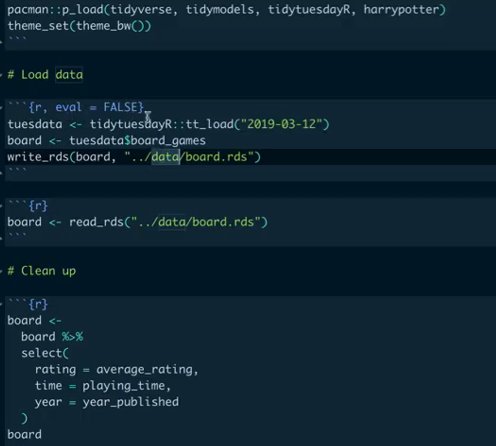 pacman::p_load(tidyverse, tidymodels, tidytuesdayR, harrypotter)
theme_set(theme_bw())
```
# Load data
```{r, eval = FALSE}
tuesdata <- tidytuesdayR::tt_load("2019-03-12")
board <- tuesdata$board_games
write_rds(board, "../data/board.rds")
```
```{r}
board <- read_rds("../data/board.rds")
```
# Clean up
```{r}
board <-
  board %>%
  select(
    rating = average_rating,
    time = playing_time,
    year = year_published
  )
board